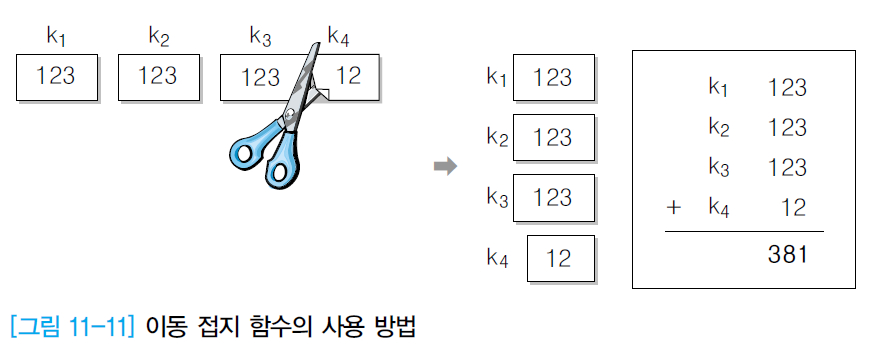 k₁ k₂ k₃ k₄
123 123 123 12
k₁ 123
k₂ 123
k₃ 123
k₄ 12
k₁ 123
k₂ 123
k₃ 123
+ k₄ 12
381
[그림 11-11] 이동 접지 함수의 사용 방법